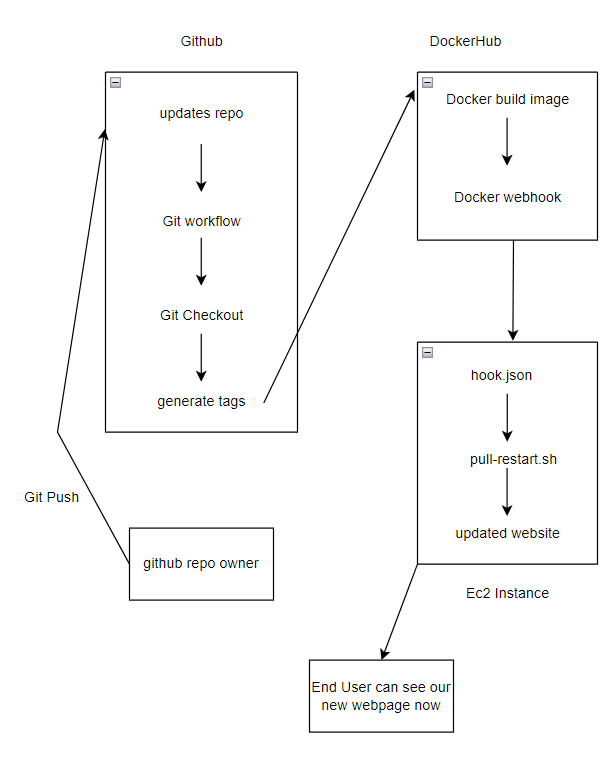 Github
DockerHub
updates repo
Git workflow
Git Checkout
generate tags
Docker build image
Docker webhook
hook.json
pull-restart.sh
updated website
Ec2 Instance
Git Push
github repo owner
End User can see our
new webpage now